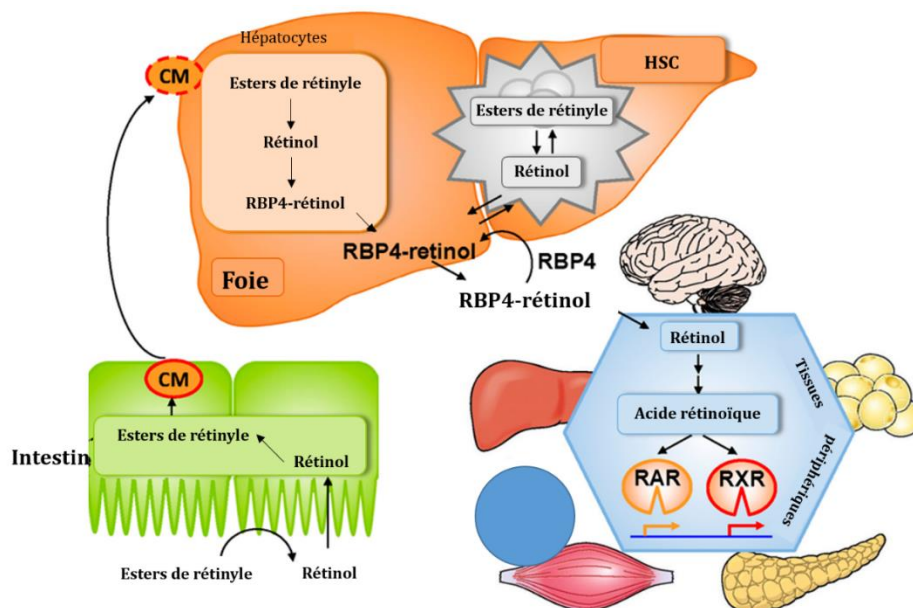 Hépatocytes
CM
Esters de rétinyle
Rétinol
RBP4-rétinol
HSC
Esters de rétinyle
Rétinol
Foie
RBP4-retinol
RBP4
RBP4-rétinol
Rétinol
Acide rétinoïque
RAR
RXR
Tissues
périphériques
CM
Intestin
Esters de rétinyle
Rétinol
Esters de rétinyle
Rétinol